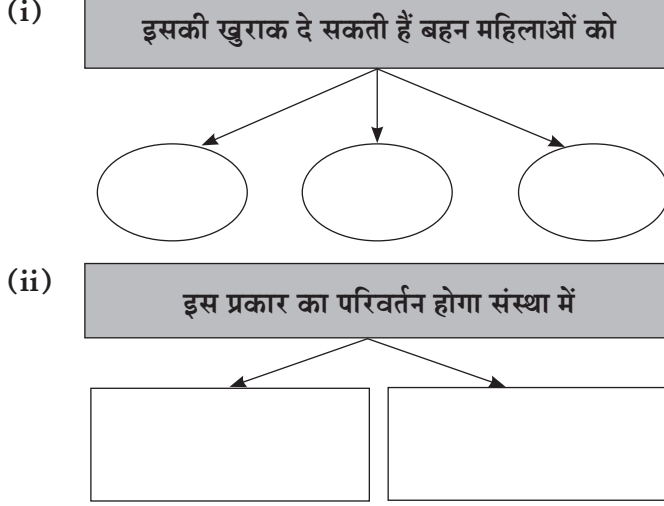 (i)
इसकी खुराक दे सकती हैं बहन महिलाओं को
(ii)
इस प्रकार का परिवर्तन होगा संस्था में